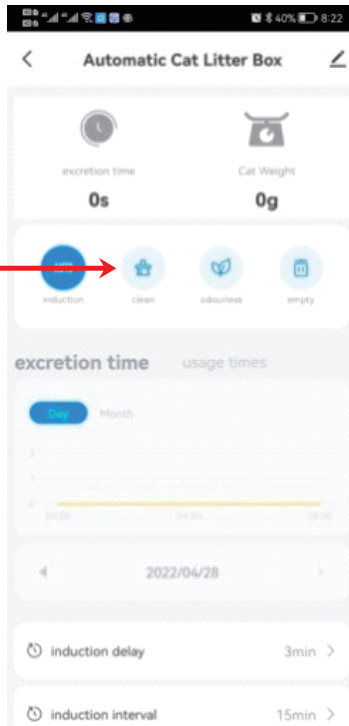 40% 8:22
Automatic Cat Litter Box
excretion time Cat Weight
0s 0g
induction clean odourless empty
excretion time usage times
Day Month
2022/04/28
induction delay 3min
induction interval 15min